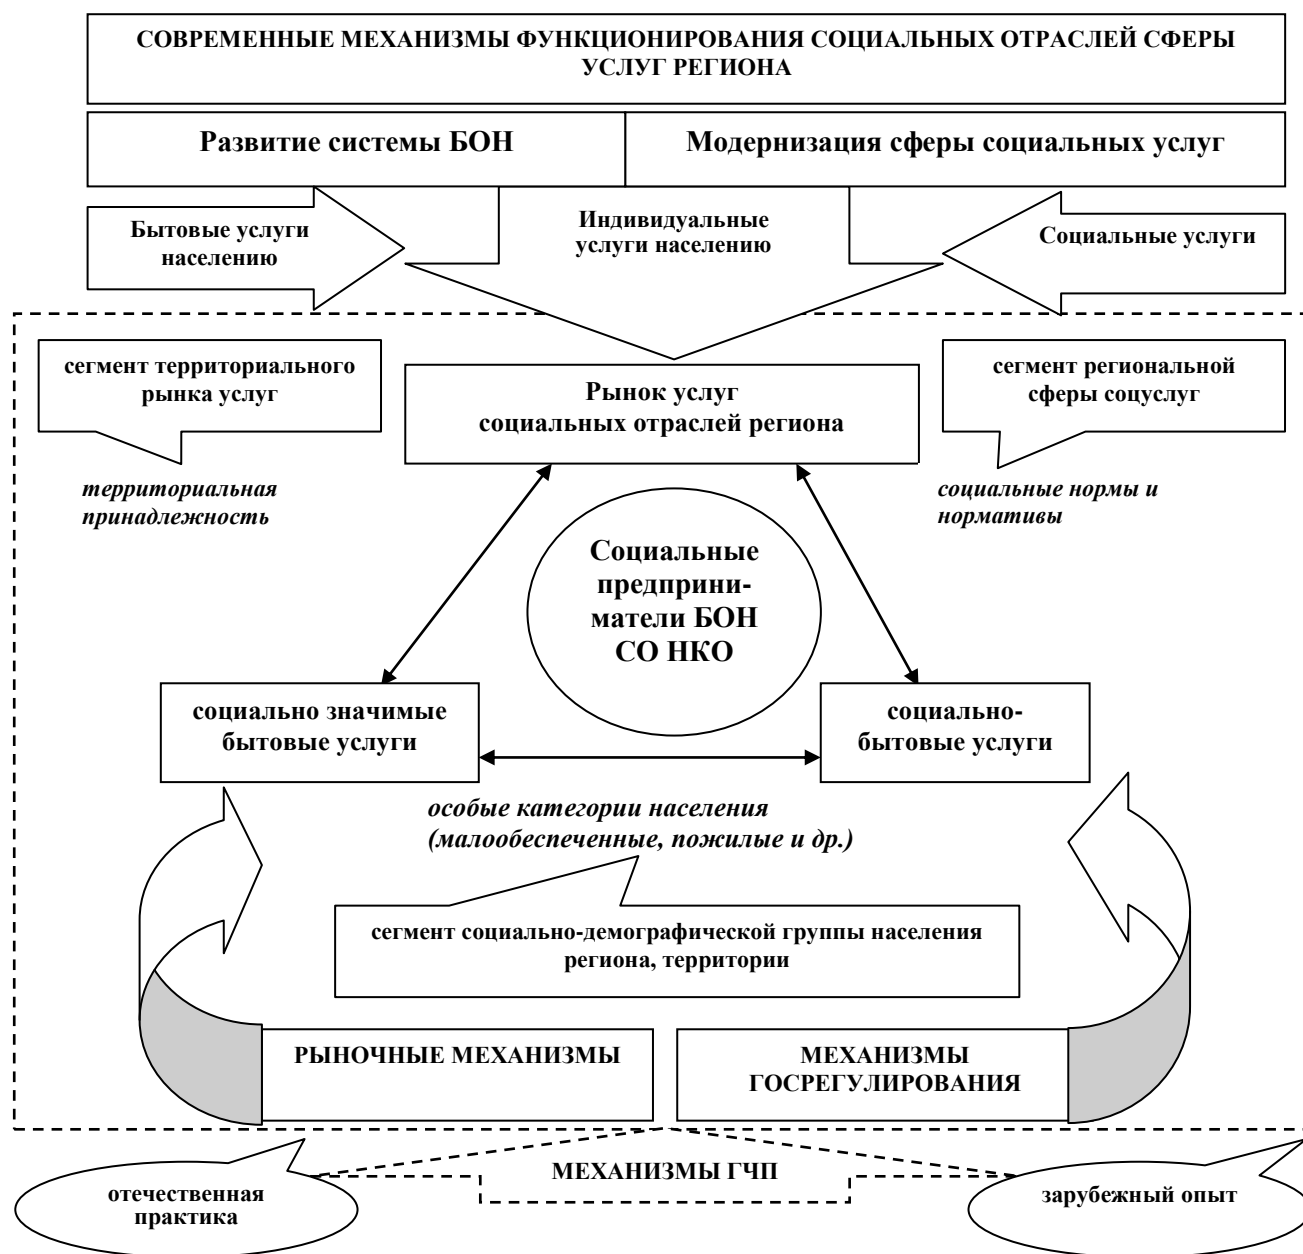 СОВРЕМЕННЫЕ МЕХАНИЗМЫ ФУНКЦИОНИРОВАНИЯ СОЦИАЛЬНЫХ ОТРАСЛЕЙ СФЕРЫ
УСЛУГ РЕГИОНА
Развитие системы БОН
Модернизация сферы социальных услуг
Бытовые услуги
населению
Индивидуальные
услуги населению
Социальные услуги
сегмент территориального
рынка услуг
Рынок услуг
социальных отраслей региона
сегмент региональной
сферы соцуслуг
территориальная
принадлежность
социальные нормы и
нормативы
Социальные
предприни-
матели БОН
СО НКО
социально значимые
бытовые услуги
социально-
бытовые услуги
особые категории населения
(малообеспеченные, пожилые и др.)
сегмент социально-демографической группы населения
региона, территории
РЫНОЧНЫЕ МЕХАНИЗМЫ
МЕХАНИЗМЫ
ГОСРЕГУЛИРОВАНИЯ
МЕХАНИЗМЫ ГЧП
отечественная
практика
зарубежный опыт